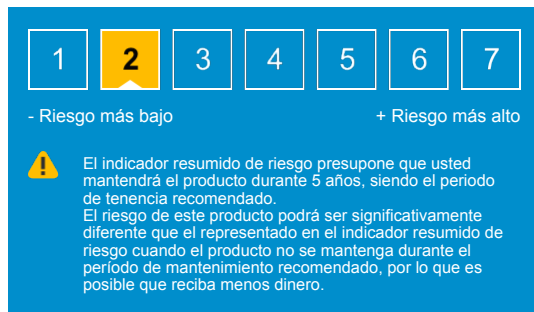 1 2 3 4 5 6 7
- Riesgo más bajo + Riesgo más alto
El indicador resumido de riesgo presupone que usted
mantendrá el producto durante 5 años, siendo el periodo
de tenencia recomendado.
El riesgo de este producto podrá ser significativamente
diferente que el representado en el indicador resumido de
riesgo cuando el producto no se mantenga durante el
período de mantenimiento recomendado, por lo que es
posible que reciba menos dinero.